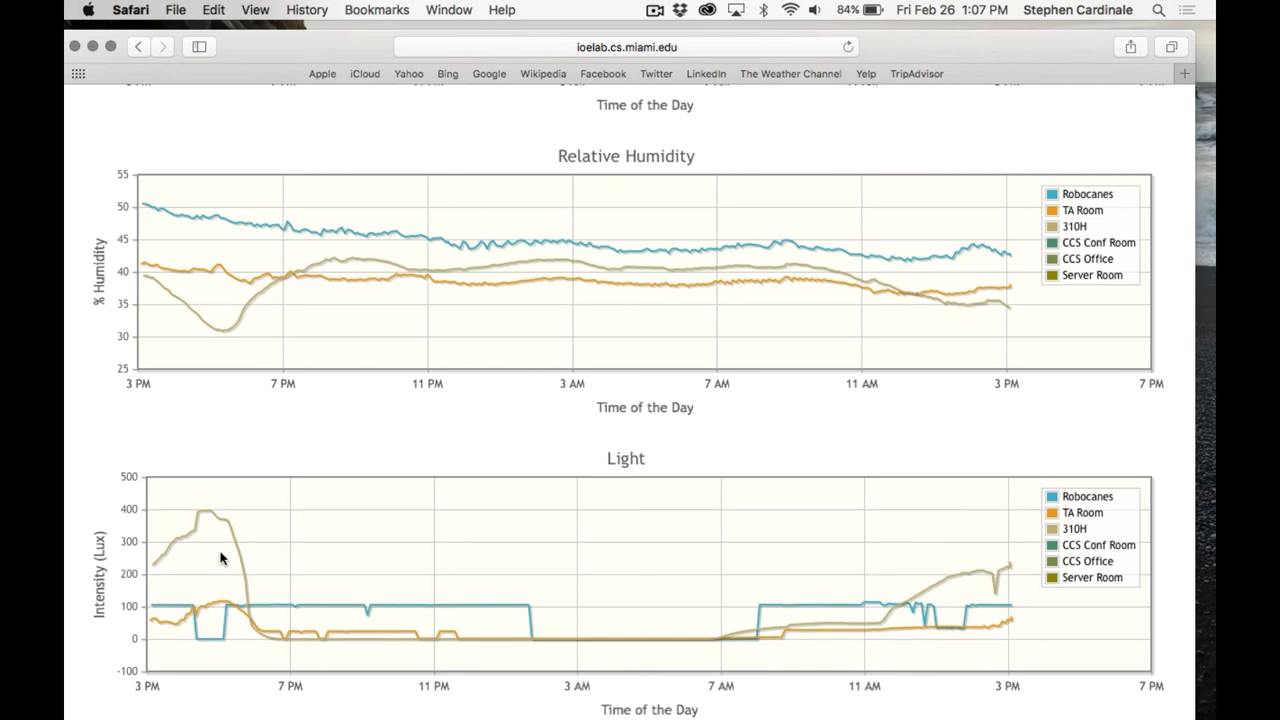 Safari File Edit View History Bookmarks Window Help 84% Fri Feb 26 1:07 PM Stephen Cardinale
ioelab.cs.miami.edu
Apple iCloud Yahoo Bing Google Wikipedia Facebook Twitter LinkedIn The Weather Channel Yelp TripAdvisor
Time of the Day
Relative Humidity
55
50
45
40
35
30
25
% Humidity
Robocanes
TA Room
310H
CCS Conf Room
CCS Office
Server Room
3 PM 7 PM 11 PM 3 AM 7 AM 11 AM 3 PM 7 PM
Time of the Day
Light
500
400
300
200
100
0
-100
Intensity (Lux)
Robocanes
TA Room
310H
CCS Conf Room
CCS Office
Server Room
3 PM 7 PM 11 PM 3 AM 7 AM 11 AM 3 PM 7 PM
Time of the Day